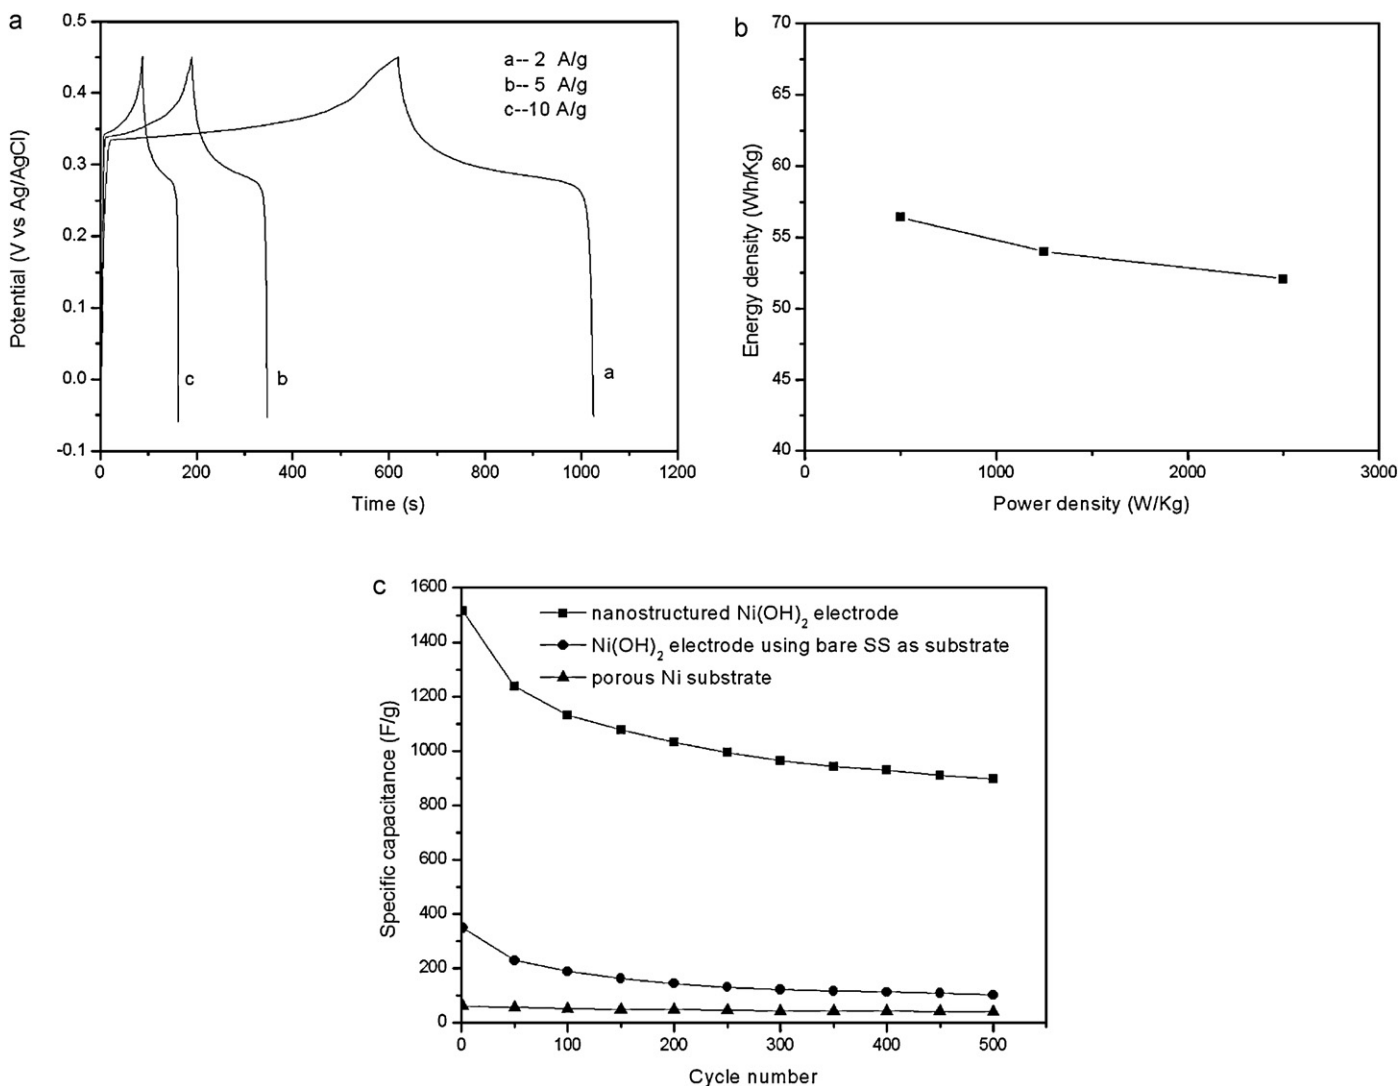 a
0.5
0.4
0.3
0.2
0.1
0.0
-0.1
Potential (V vs Ag/AgCl)
a-- 2 A/g
b-- 5 A/g
c--10 A/g
c
b
a
0
200
400
600
800
1000
1200
Time (s)
b
70
65
60
55
50
45
40
Energy density (Wh/Kg)
0
1000
2000
3000
Power density (W/Kg)
c
1600
1400
1200
1000
800
600
400
200
0
Specific capacitance (F/g)
nanostructured Ni(OH)₂ electrode
Ni(OH)₂ electrode using bare SS as substrate
porous Ni substrate
0
100
200
300
400
500
Cycle number